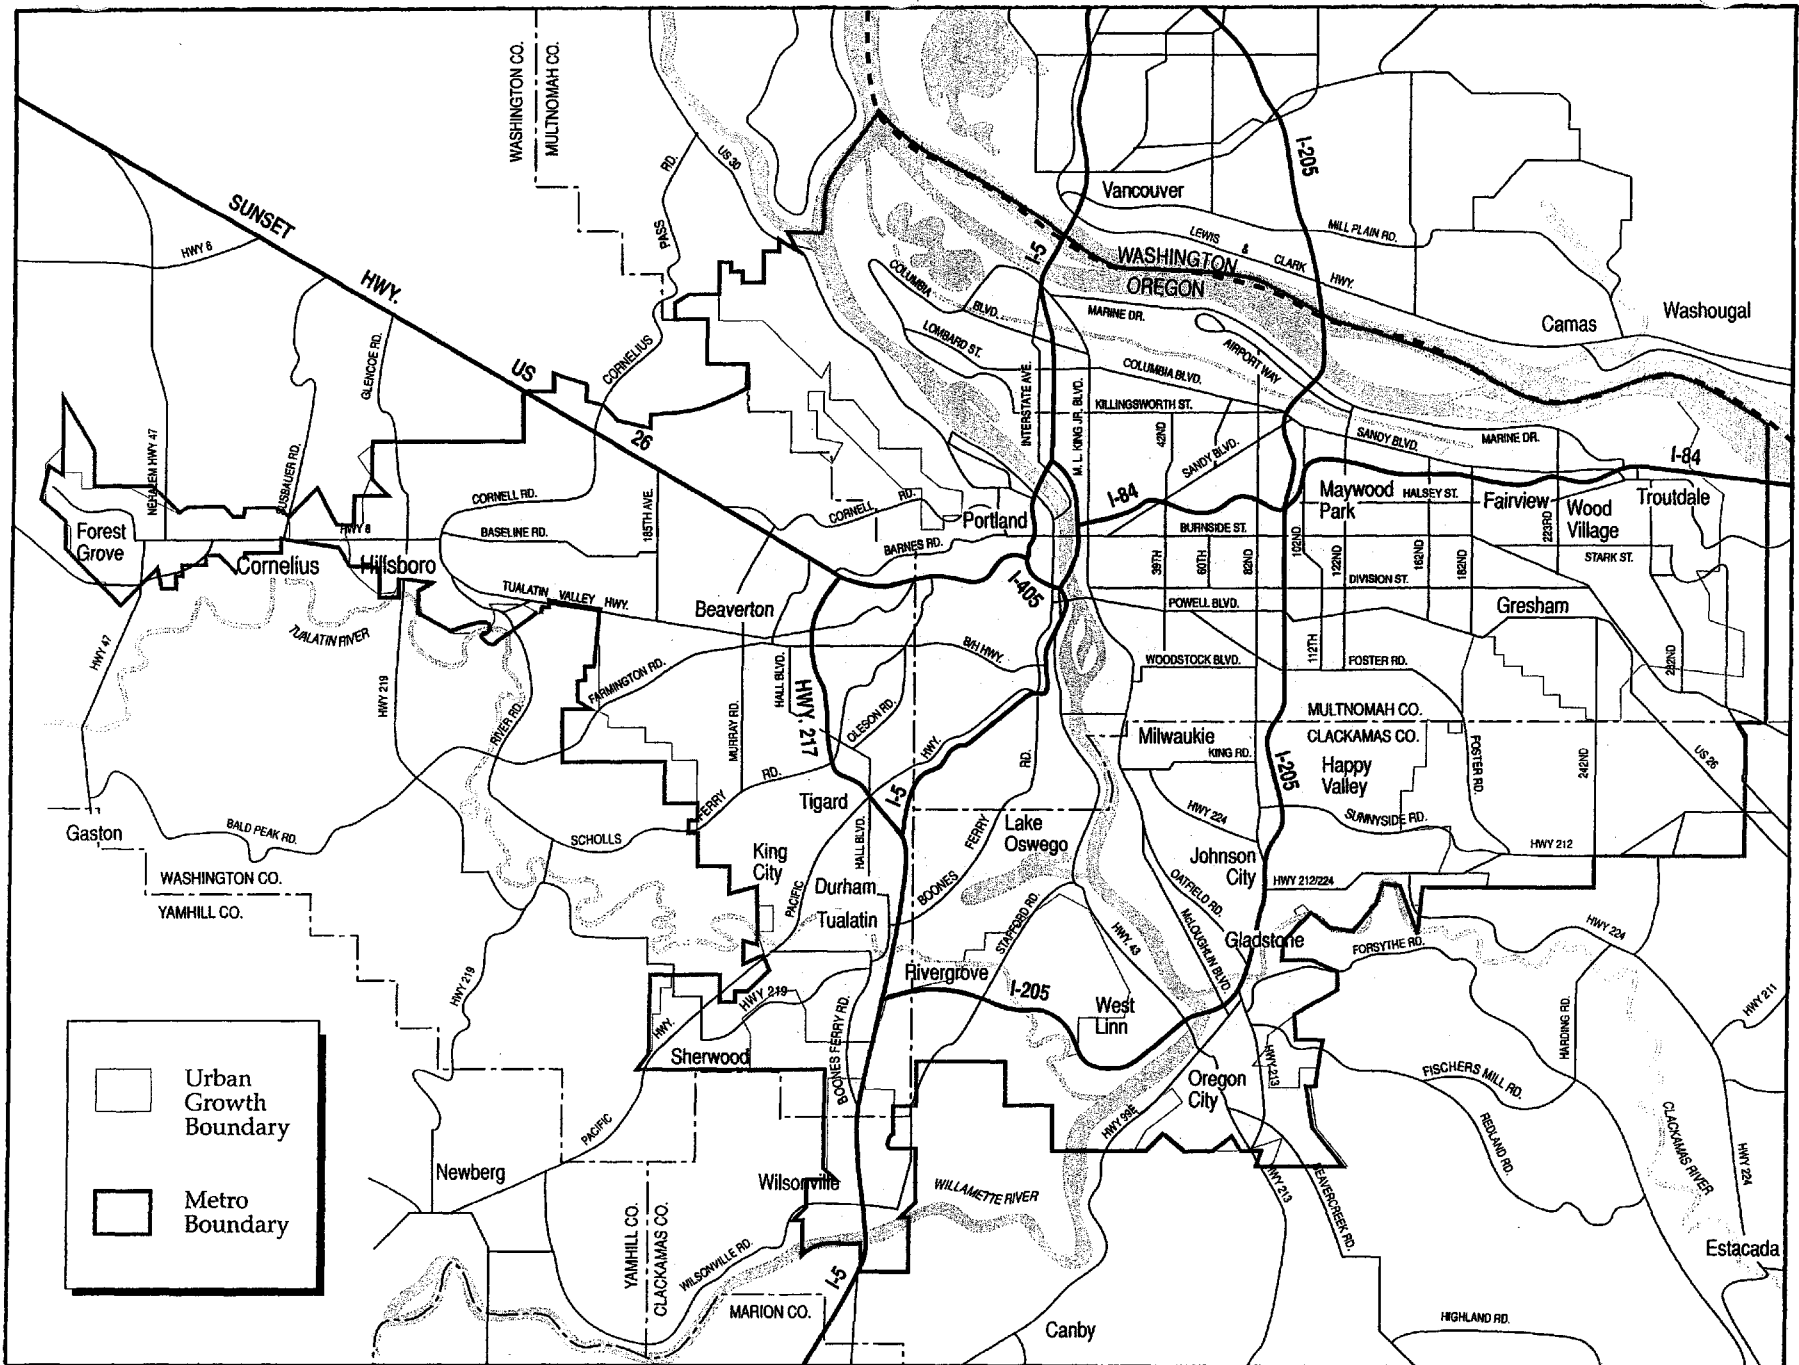 WASHINGTON CO.
MULTNOMAH CO.
US 30
PASS
RD.
I-205
Vancouver
SUNSET
HWY 6
MILL PLAIN RD.
LEWIS & CLARK HWY.
I-5
WASHINGTON
OREGON
HWY.
COLUMBIA
BLVD.
MARINE DR.
Washougal
Camas
LOMBARD ST.
AIRPORT WAY
GLENCOE RD.
CORNELIUS
US
COLUMBIA BLVD.
INTERSTATE AVE.
M. L. KING JR. BLVD.
KILLINGSWORTH ST.
26
42ND
SANDY BLVD.
SANDY BLVD.
MARINE DR.
NEHALEM HWY 47
I-84
CORNELL RD.
185TH AVE.
CORNELL
RD.
I-84
Maywood
Park
HALSEY ST.
Fairview
Wood
Village
Troutdale
Forest
Grove
HWY 8
BASELINE RD.
Portland
BURNSIDE ST.
BARNES RD.
102ND
223RD
STARK ST.
Cornelius
Hillsboro
39TH
60TH
82ND
122ND
162ND
182ND
I-405
DIVISION ST.
TUALATIN VALLEY HWY.
Beaverton
POWELL BLVD.
Gresham
TUALATIN RIVER
HWY 47
B/H HWY.
112TH
WOODSTOCK BLVD.
FOSTER RD.
282ND
HWY 219
FARMINGTON RD.
HALL BLVD.
HWY. 217
OLESON RD.
RIVER RD.
MURRAY RD.
MULTNOMAH CO.
CLACKAMAS CO.
Milwaukie
KING RD.
HWY.
RD.
FOSTER RD.
242ND
US 26
Happy
Valley
I-205
RD.
FERRY
Tigard
I-5
HWY 224
SUNNYSIDE RD.
Gaston
BALD PEAK RD.
SCHOLLS
HALL BLVD.
FERRY
Lake
Oswego
HWY 212
King
City
Johnson
City
WASHINGTON CO.
YAMHILL CO.
PACIFIC
Durham
BOONES
HWY 212/224
OATFIELD RD.
Tualatin
STAFFORD RD.
McLOUGHLIN BLVD.
HWY. 43
Gladstone
FORSYTHE RD.
HWY 224
HWY 219
Rivergrove
HWY 219
I-205
West
Linn
HWY 211
HARDING RD.
HWY.
BOONES FERRY RD.
Sherwood
Urban
Growth
Boundary
Oregon
City
HWY 213
FISCHERS MILL RD.
HWY 99E
PACIFIC
REDLAND RD.
CLACKAMAS RIVER
HWY 224
Newberg
Wilsonville
WILLAMETTE RIVER
HWY 213
BEAVERCREEK RD.
Metro
Boundary
YAMHILL CO.
CLACKAMAS CO.
WILSONVILLE RD.
Estacada
I-5
MARION CO.
Canby
HIGHLAND RD.